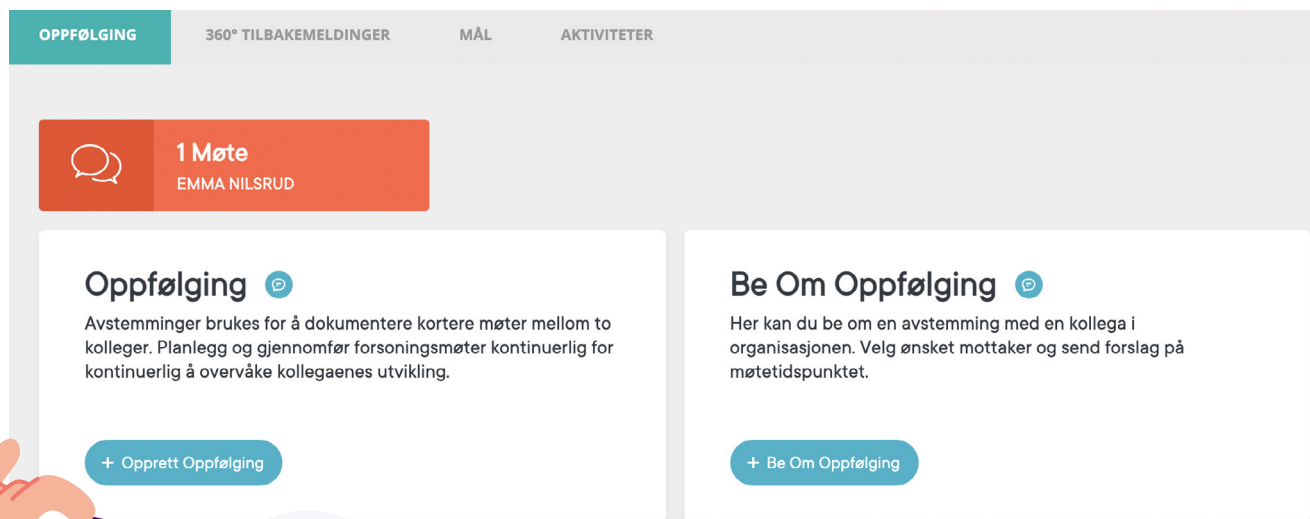 OPPFØLGING 360° TILBAKEMELDINGER MÅL AKTIVITETER
1 Møte
EMMA NILSRUD
Oppfølging
Avstemminger brukes for å dokumentere kortere møter mellom to
kolleger. Planlegg og gjennomfør forsoningsmøter kontinuerlig for
kontinuerlig å overvåke kollegaenes utvikling.
+ Opprett Oppfølging
Be Om Oppfølging
Her kan du be om en avstemming med en kollega i
organisasjonen. Velg ønsket mottaker og send forslag på
møtetidspunktet.
+ Be Om Oppfølging